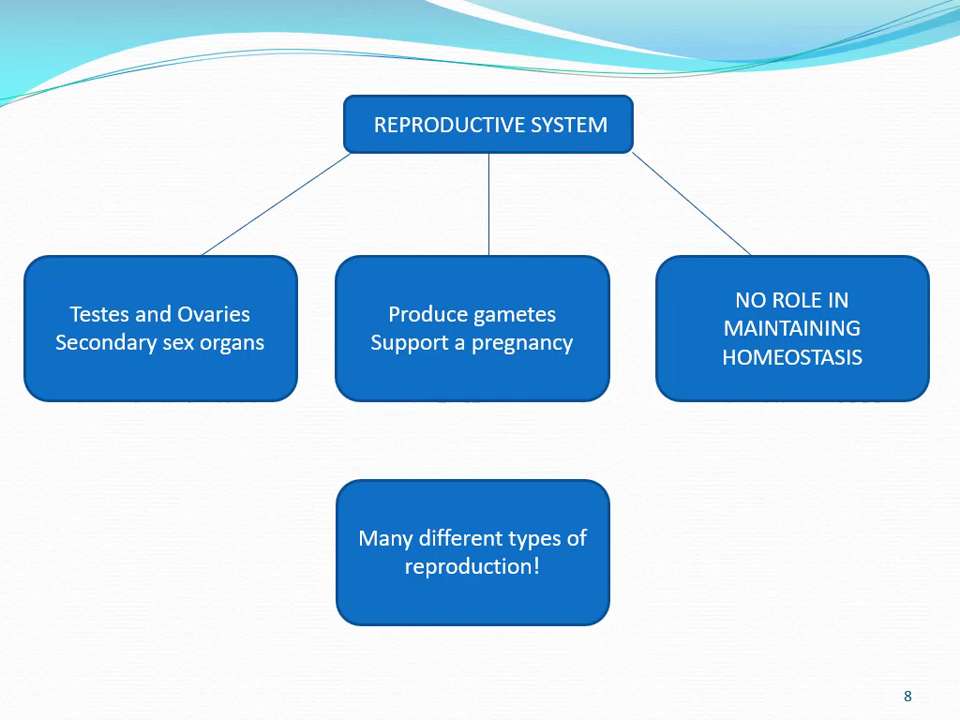 REPRODUCTIVE SYSTEM
Testes and Ovaries
Secondary sex organs
Produce gametes
Support a pregnancy
NO ROLE IN
MAINTAINING
HOMEOSTASIS
Many different types of
reproduction!
8